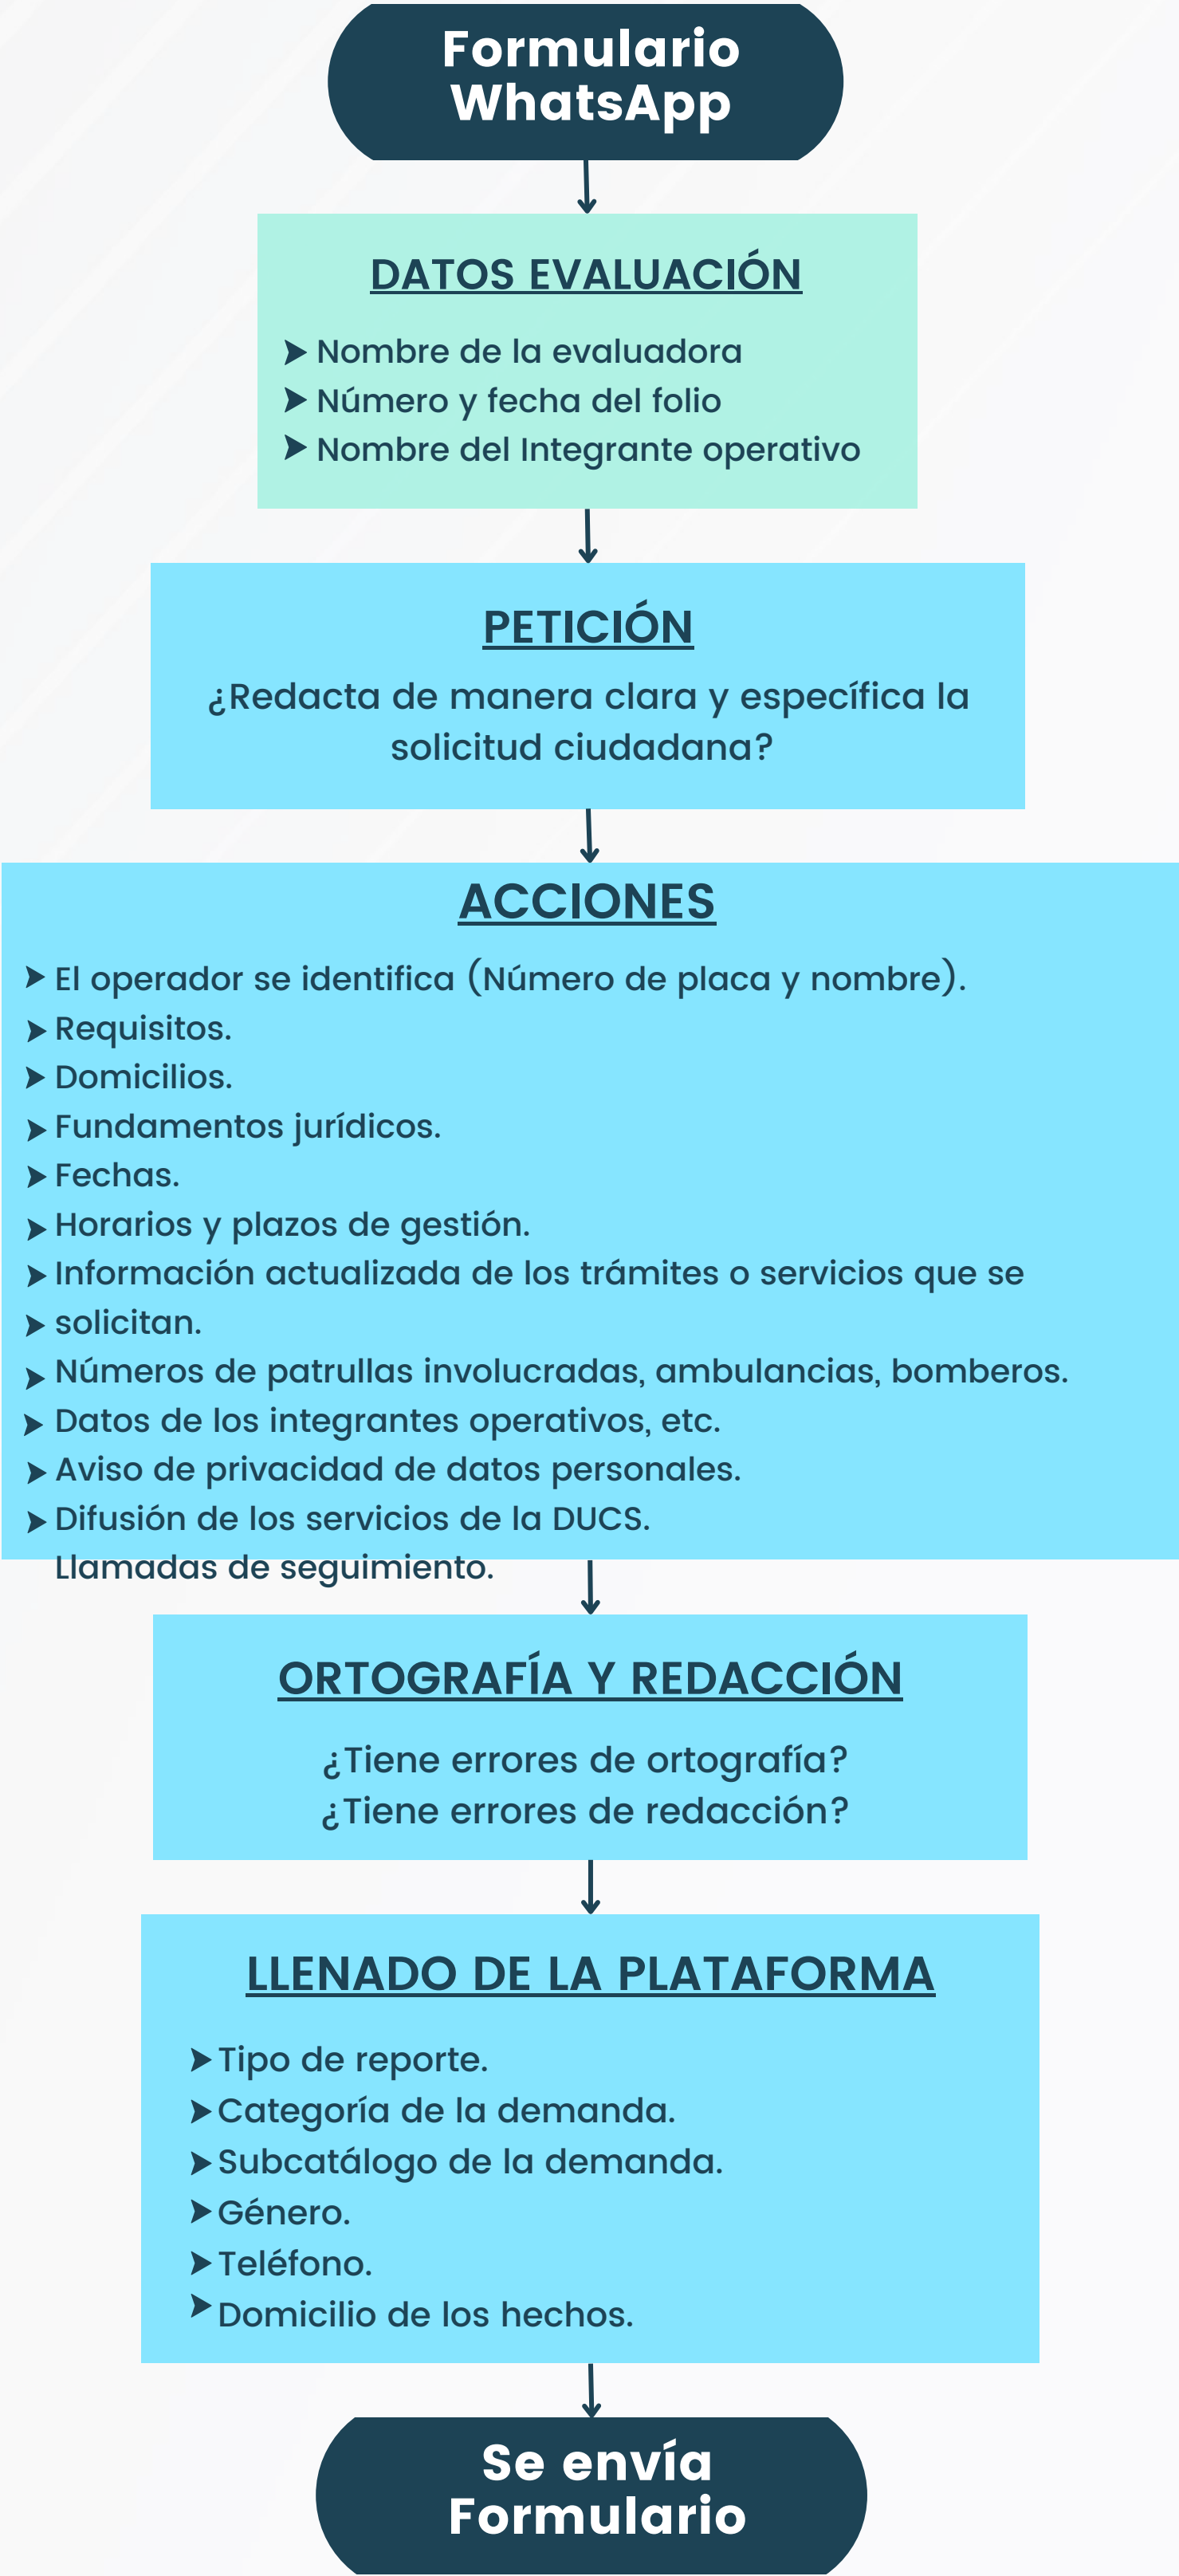 Formulario
WhatsApp
DATOS EVALUACIÓN
Nombre de la evaluadora
Número y fecha del folio
Nombre del Integrante operativo
PETICIÓN
¿Redacta de manera clara y específica la
solicitud ciudadana?
ACCIONES
El operador se identifica (Número de placa y nombre).
Requisitos.
Domicilios.
Fundamentos jurídicos.
Fechas.
Horarios y plazos de gestión.
Información actualizada de los trámites o servicios que se
solicitan.
Números de patrullas involucradas, ambulancias, bomberos.
Datos de los integrantes operativos, etc.
Aviso de privacidad de datos personales.
Difusión de los servicios de la DUCS.
Llamadas de seguimiento.
ORTOGRAFÍA Y REDACCIÓN
¿Tiene errores de ortografía?
¿Tiene errores de redacción?
LLENADO DE LA PLATAFORMA
Tipo de reporte.
Categoría de la demanda.
Subcatálogo de la demanda.
Género.
Teléfono.
Domicilio de los hechos.
Se envía
Formulario